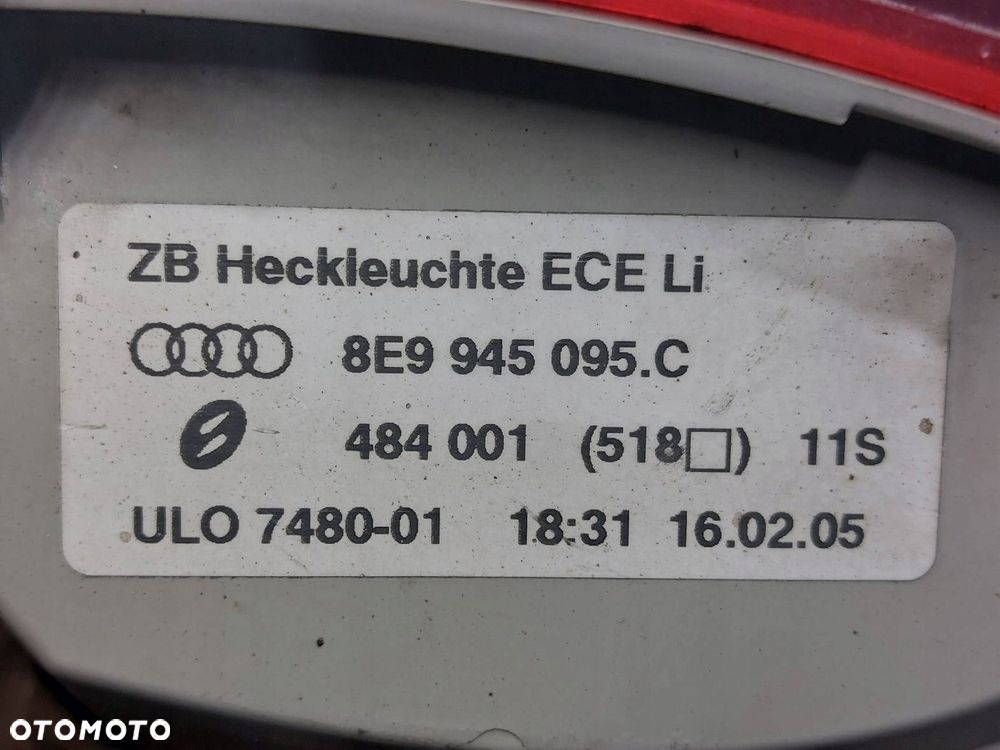 ZB Heckleuchte ECE Li
8E9 945 095.C
484 001 (518□) 11S
ULO 7480-01 18:31 16.02.05
OTOMOTO